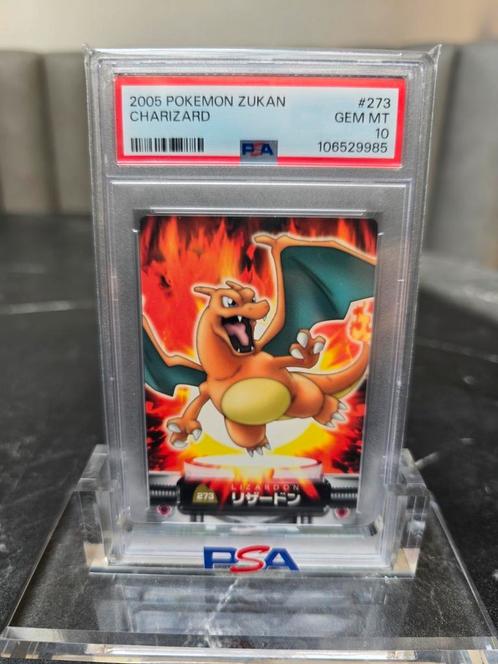 2005 POKEMON ZUKAN #273
CHARIZARD GEM MT
10
PSA 106529985
LIZARDON
273 リザードン
PSA